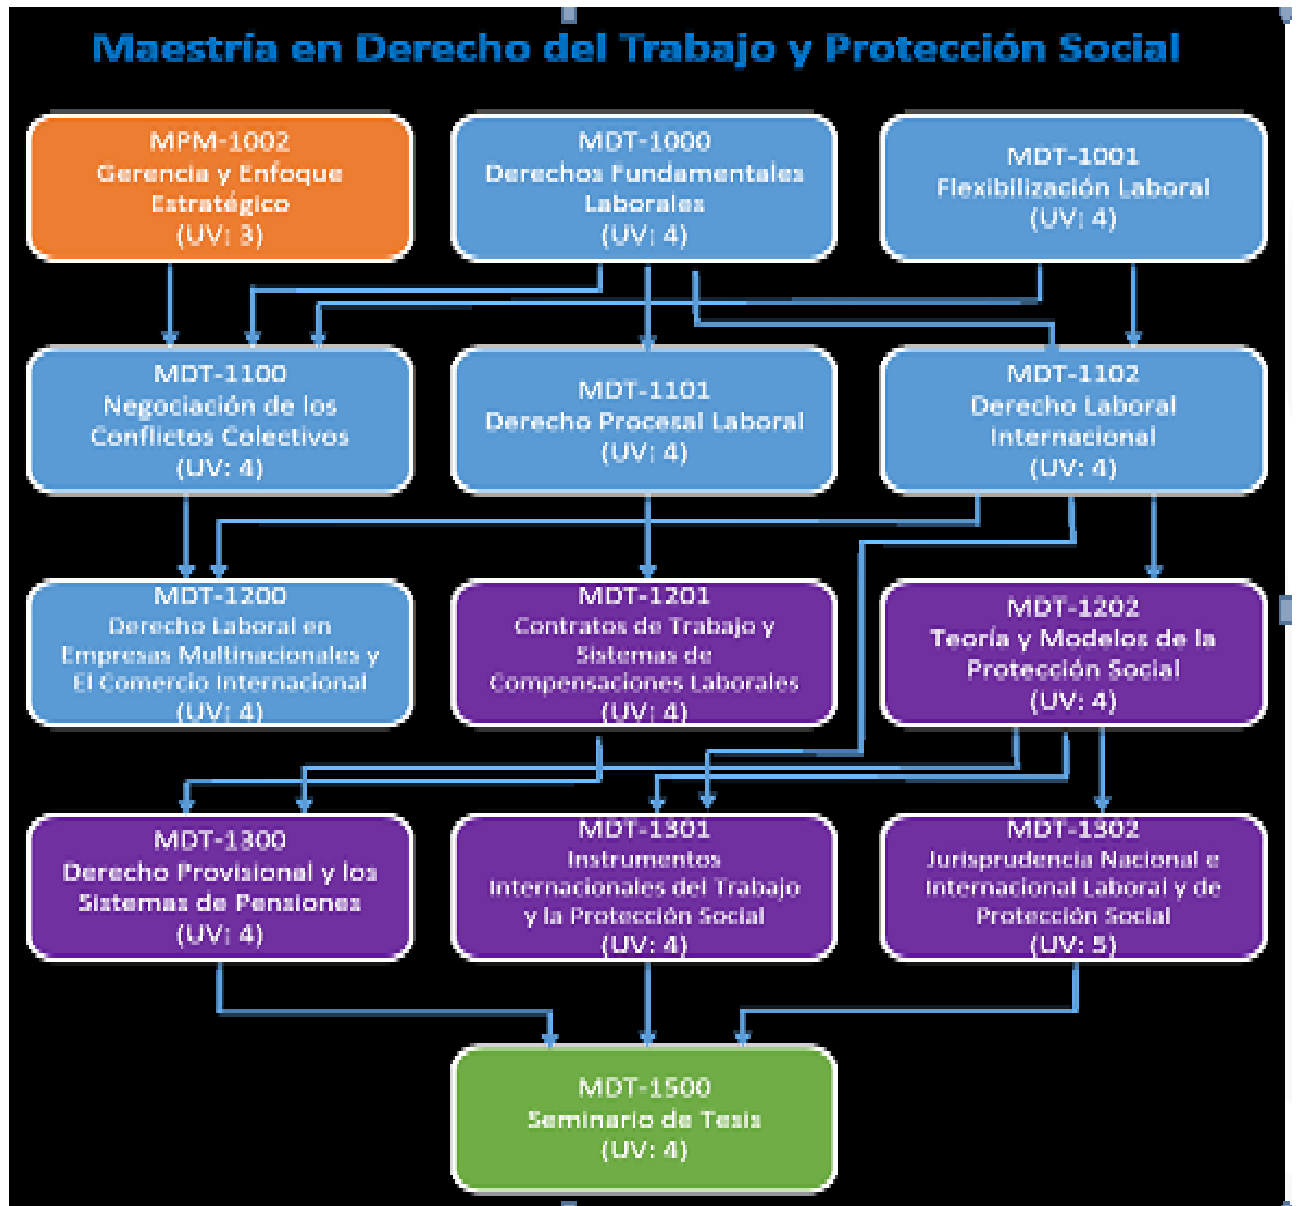 Maestría en Derecho del Trabajo y Protección Social
MPM-1002
Gerencia y Enfoque
Estratégico
(UV: 3)
MDT-1000
Derechos Fundamentales
Laborales
(UV: 4)
MDT-1001
Flexibilización Laboral
(UV: 4)
MDT-1100
Negociación de los
Conflictos Colectivos
(UV: 4)
MDT-1101
Derecho Procesal Laboral
(UV: 4)
MDT-1102
Derecho Laboral
Internacional
(UV: 4)
MDT-1200
Derecho Laboral en
Empresas Multinacionales y
El Comercio Internacional
(UV: 4)
MDT-1201
Contratos de Trabajo y
Sistemas de
Compensaciones Laborales
(UV: 4)
MDT-1202
Teoría y Modelos de la
Protección Social
(UV: 4)
MDT-1300
Derecho Provisional y los
Sistemas de Pensiones
(UV: 4)
MDT-1301
Instrumentos
Internacionales del Trabajo
y la Protección Social
(UV: 4)
MDT-1302
Jurisprudencia Nacional e
Internacional Laboral y de
Protección Social
(UV: 5)
MDT-1500
Seminario de Tesis
(UV: 4)